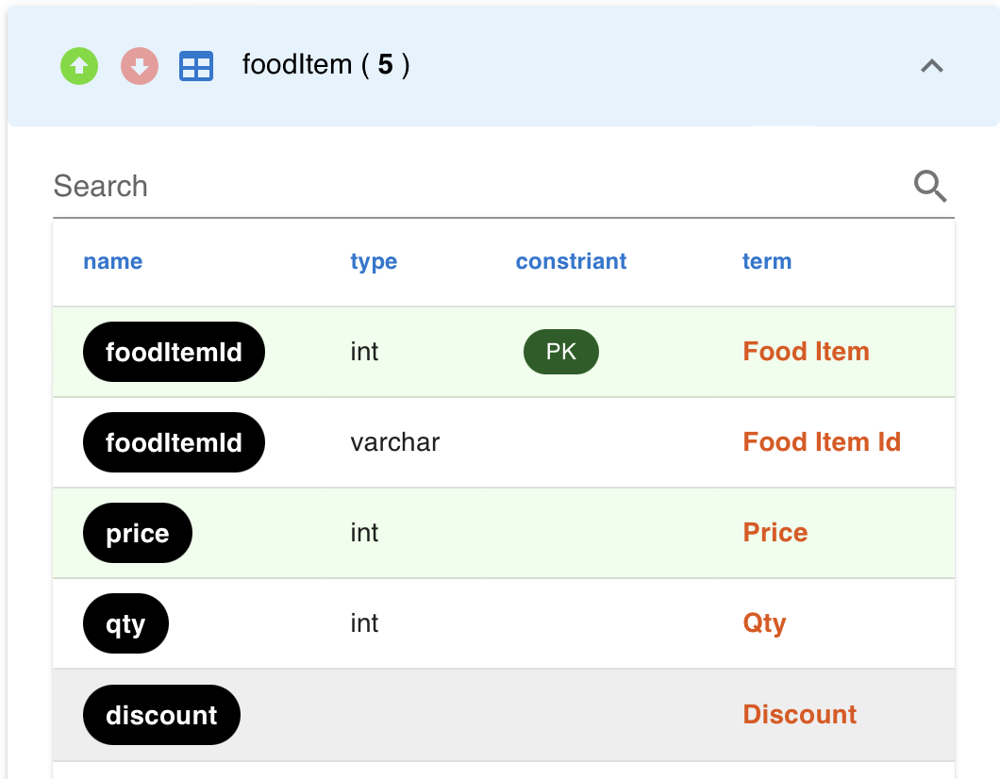 foodItem ( 5 )
Search
name type constriant term
foodItemId int PK Food Item
foodItemId varchar Food Item Id
price int Price
qty int Qty
discount Discount